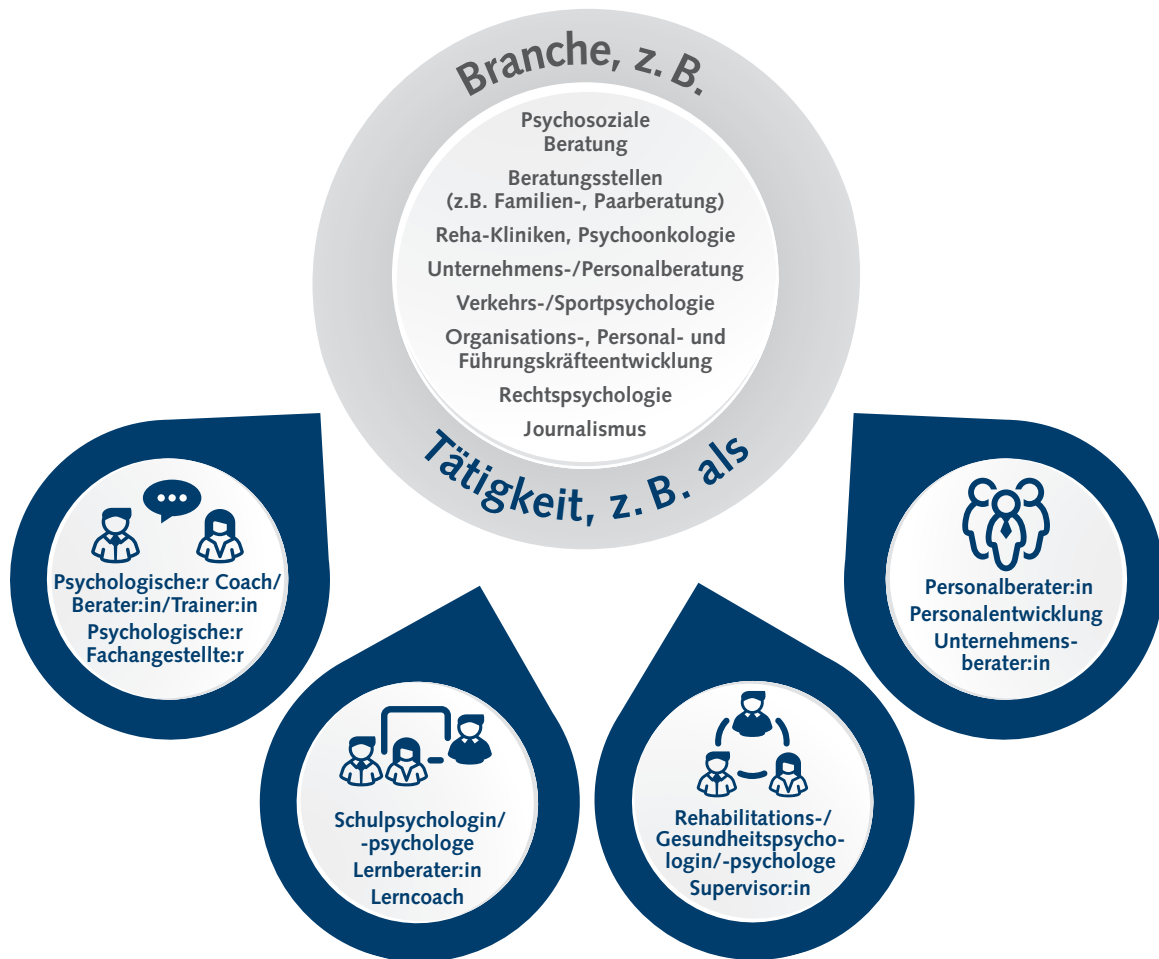 Branche, z. B.
Psychosoziale
Beratung
Beratungsstellen
(z.B. Familien-, Paarberatung)
Reha-Kliniken, Psychoonkologie
Unternehmens-/Personalberatung
Verkehrs-/Sportpsychologie
Organisations-, Personal- und
Führungskräfteentwicklung
Rechtspsychologie
Journalismus
Tätigkeit, z. B. als
Psychologische:r Coach/
Berater:in/Trainer:in
Psychologische:r
Fachangestellte:r
Schulpsychologin/
-psychologe
Lernberater:in
Lerncoach
Rehabilitations-/
Gesundheitspsycho-
login/-psychologe
Supervisor:in
Personalberater:in
Personalentwicklung
Unternehmens-
berater:in